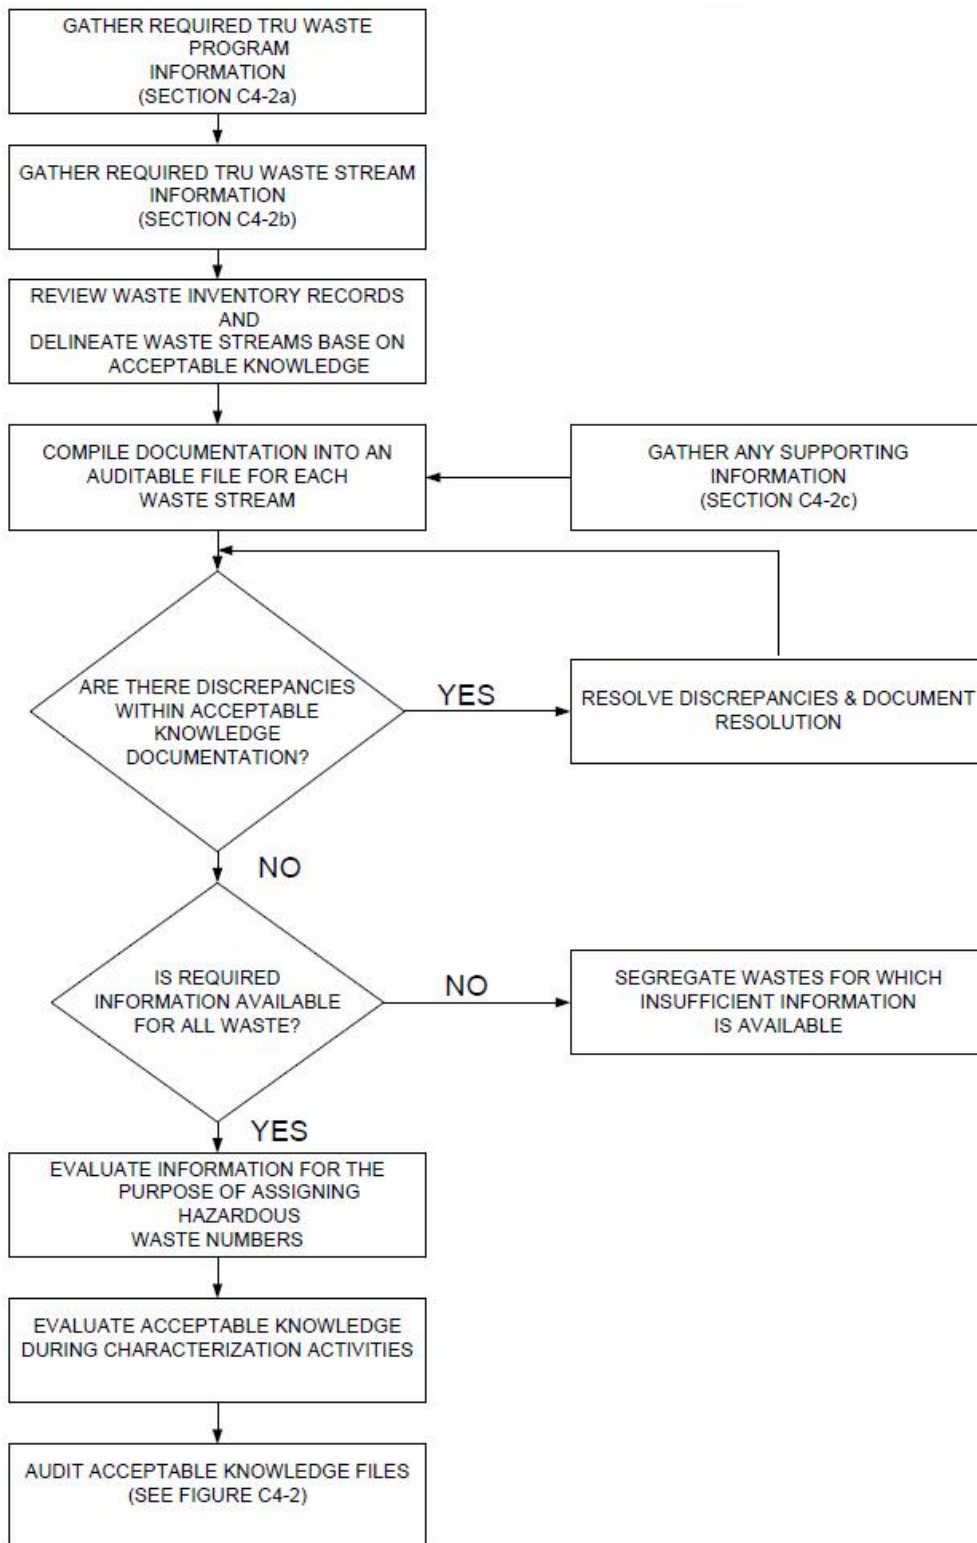 GATHER REQUIRED TRU WASTE
PROGRAM
INFORMATION
(SECTION C4-2a)
GATHER REQUIRED TRU WASTE STREAM
INFORMATION
(SECTION C4-2b)
REVIEW WASTE INVENTORY RECORDS
AND
DELINEATE WASTE STREAMS BASE ON
ACCEPTABLE KNOWLEDGE
COMPILE DOCUMENTATION INTO AN
AUDITABLE FILE FOR EACH
WASTE STREAM
GATHER ANY SUPPORTING
INFORMATION
(SECTION C4-2c)
ARE THERE DISCREPANCIES
WITHIN ACCEPTABLE
KNOWLEDGE
DOCUMENTATION?
YES
RESOLVE DISCREPANCIES & DOCUMENT
RESOLUTION
NO
IS REQUIRED
INFORMATION AVAILABLE
FOR ALL WASTE?
NO
SEGREGATE WASTES FOR WHICH
INSUFFICIENT INFORMATION
IS AVAILABLE
YES
EVALUATE INFORMATION FOR THE
PURPOSE OF ASSIGNING
HAZARDOUS
WASTE NUMBERS
EVALUATE ACCEPTABLE KNOWLEDGE
DURING CHARACTERIZATION ACTIVITIES
AUDIT ACCEPTABLE KNOWLEDGE FILES
(SEE FIGURE C4-2)